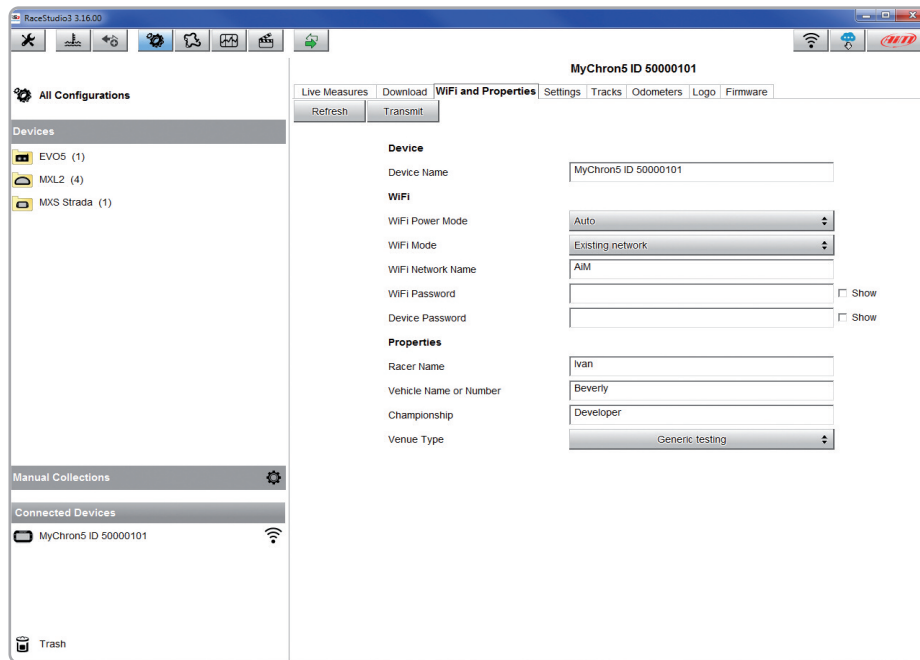 RaceStudio3 3.16.00
AiM
MyChron5 ID 50000101
All Configurations
Live Measures Download WiFi and Properties Settings Tracks Odometers Logo Firmware
Refresh Transmit
Devices
EVO5 (1)
MXL2 (4)
MXS Strada (1)
Device
Device Name MyChron5 ID 50000101
WiFi
WiFi Power Mode Auto
WiFi Mode Existing network
WiFi Network Name AiM
WiFi Password Show
Device Password Show
Properties
Racer Name Ivan
Vehicle Name or Number Beverly
Championship Developer
Venue Type Generic testing
Manual Collections
Connected Devices
MyChron5 ID 50000101
Trash